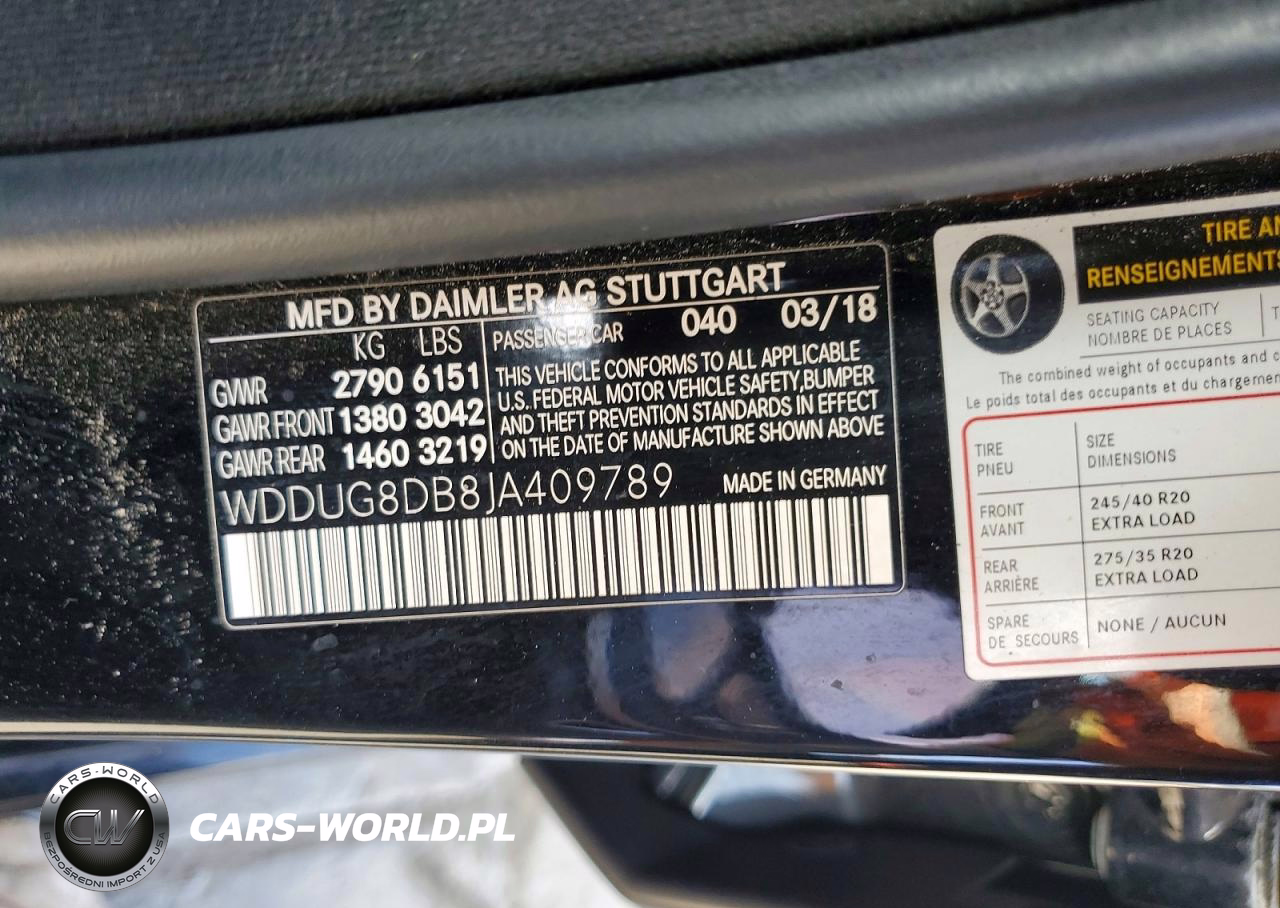 MFD BY DAIMLER AG STUTTGART
KG LBS
GVWR 2790 6151
GAWR FRONT 1380 3042
GAWR REAR 1460 3219
PASSENGER CAR 040 03/18
THIS VEHICLE CONFORMS TO ALL APPLICABLE
U.S. FEDERAL MOTOR VEHICLE SAFETY,BUMPER
AND THEFT PREVENTION STANDARDS IN EFFECT
ON THE DATE OF MANUFACTURE SHOWN ABOVE
WDDUG8DB8JA409789 MADE IN GERMANY
TIRE
RENSEIGNEMENTS
SEATING CAPACITY
NOMBRE DE PLACES
The combined weight of occupants and
Le poids total des occupants et du chargemen
TIRE
PNEU
SIZE
DIMENSIONS
FRONT
AVANT
245/40 R20
EXTRA LOAD
REAR
ARRIÈRE
275/35 R20
EXTRA LOAD
SPARE
DE SECOURS
NONE / AUCUN
CARS-WORLD
CW
BEZPOŚREDNI IMPORT Z USA
CARS-WORLD.PL